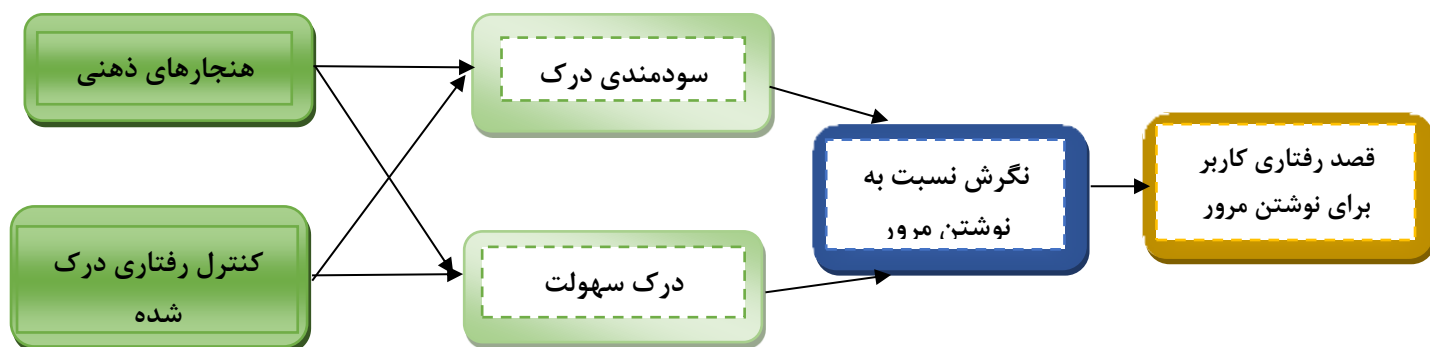 هنجارهای ذهنی
سودمندی درک
نگرش نسبت به
نوشتن مرور
قصد رفتاری کاربر
برای نوشتن مرور
کنترل رفتاری درک
شده
درک سهولت